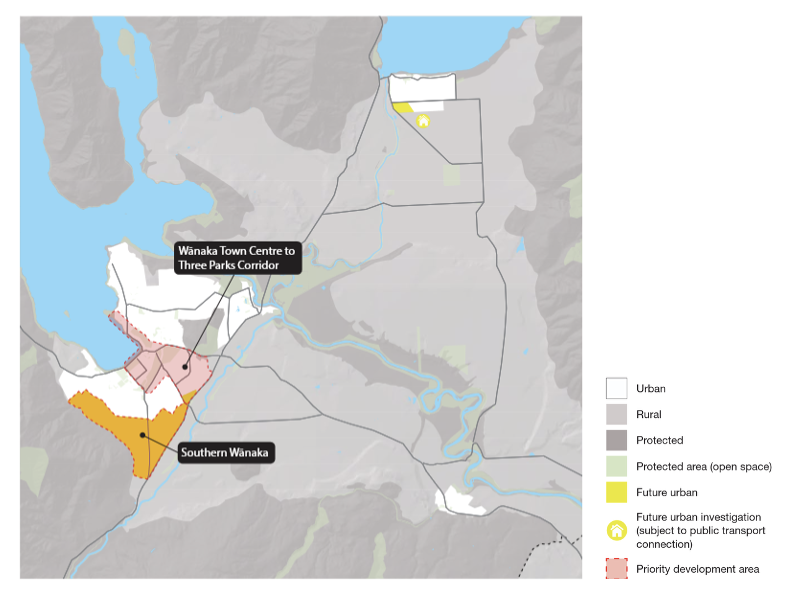 Wānaka Town Centre to
Three Parks Corridor
Southern Wānaka
Urban
Rural
Protected
Protected area (open space)
Future urban
Future urban investigation
(subject to public transport
connection)
Priority development area